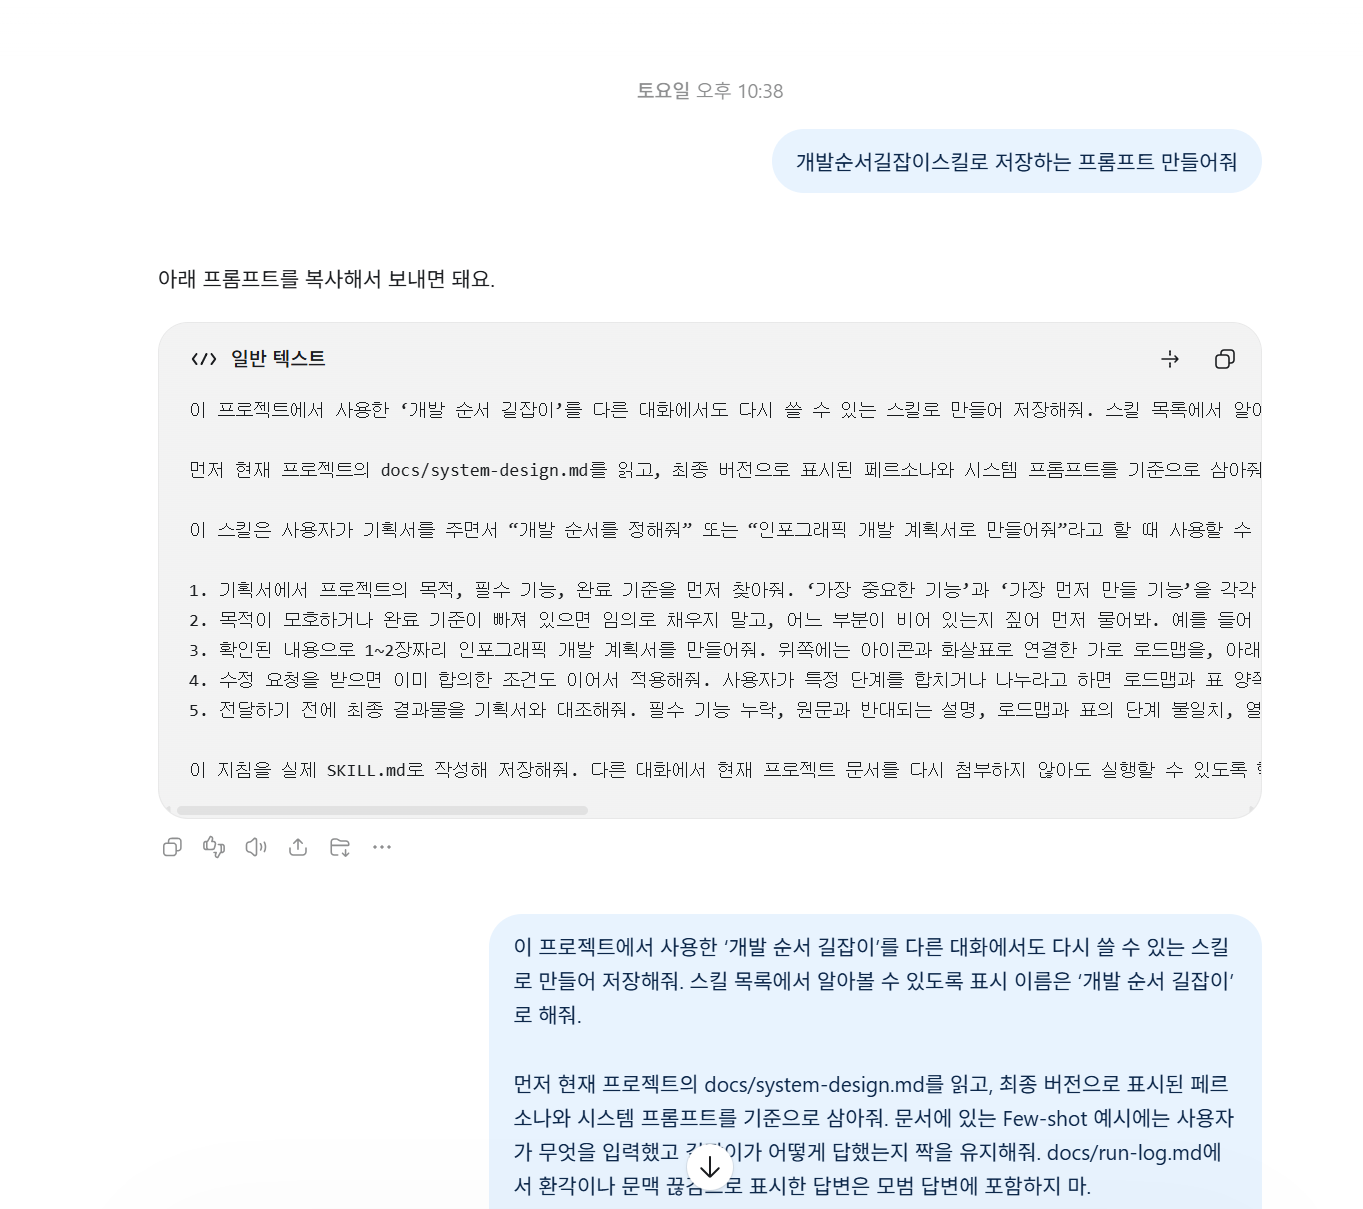 토요일 오후 10:38
개발순서길잡이스킬로 저장하는 프롬프트 만들어줘
아래 프롬프트를 복사해서 보내면 돼요.
일반 텍스트
이 프로젝트에서 사용한 ‘개발 순서 길잡이’를 다른 대화에서도 다시 쓸 수 있는 스킬로 만들어 저장해줘. 스킬 목록에서
먼저 현재 프로젝트의 docs/system-design.md를 읽고, 최종 버전으로 표시된 페르소나와 시스템 프롬프트를 기준으로 삼아줘
이 스킬은 사용자가 기획서를 주면서 “개발 순서를 정해줘” 또는 “인포그래픽 개발 계획서로 만들어줘”라고 할 때 사용할 수
1. 기획서에서 프로젝트의 목적, 필수 기능, 완료 기준을 먼저 찾아줘. ‘가장 중요한 기능’과 ‘가장 먼저 만들 기능’을 각각
2. 목적이 모호하거나 완료 기준이 빠져 있으면 임의로 채우지 말고, 어느 부분이 비어 있는지 짚어 먼저 물어봐. 예를 들어
3. 확인된 내용으로 1~2장짜리 인포그래픽 개발 계획서를 만들어줘. 위쪽에는 아이콘과 화살표로 연결한 가로 로드맵을, 아래
4. 수정 요청을 받으면 이미 합의한 조건도 이어서 적용해줘. 사용자가 특정 단계를 합치거나 나누라고 하면 로드맵과 표
5. 전달하기 전에 최종 결과물을 기획서와 대조해줘. 필수 기능 누락, 원문과 반대되는 설명, 로드맵과 표의 단계 불일치,
이 지침을 실제 SKILL.md로 작성해 저장해줘. 다른 대화에서 현재 프로젝트 문서를 다시 첨부하지 않아도 실행할 수 있도록
이 프로젝트에서 사용한 ‘개발 순서 길잡이’를 다른 대화에서도 다시 쓸 수 있는 스킬
로 만들어 저장해줘. 스킬 목록에서 알아볼 수 있도록 표시 이름은 ‘개발 순서 길잡이’
로 해줘.
먼저 현재 프로젝트의 docs/system-design.md를 읽고, 최종 버전으로 표시된 페르
소나와 시스템 프롬프트를 기준으로 삼아줘. 문서에 있는 Few-shot 예시에는 사용자
가 무엇을 입력했고 어떻게 답했는지 짝을 유지해줘. docs/run-log.md에
서 환각이나 문맥 표시한 답변은 모범 답변에 포함하지 마.